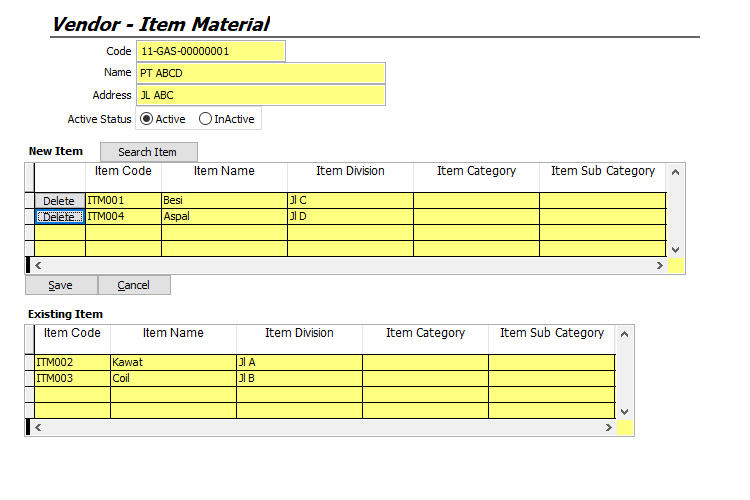 Vendor - Item Material
Code 11-GAS-00000001
Name PT ABCD
Address JL ABC
Active Status Active InActive
New Item Search Item
Item Code Item Name Item Division Item Category Item Sub Category
Delete ITM001 Besi Jl C
Delete ITM004 Aspal Jl D
Save Cancel
Existing Item
Item Code Item Name Item Division Item Category Item Sub Category
ITM002 Kawat Jl A
ITM003 Coil Jl B